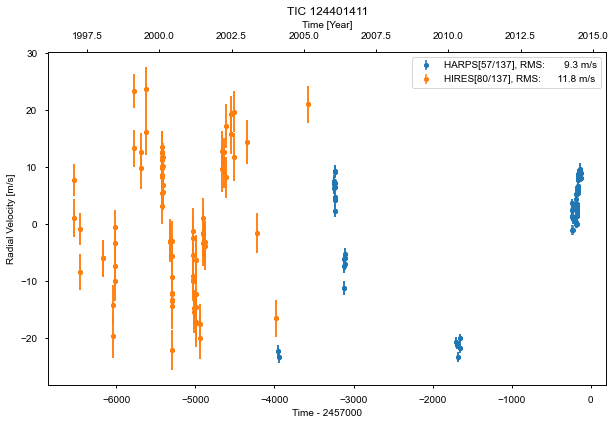 TIC 124401411
Time [Year]
1997.5 2000.0 2002.5 2005.0 2007.5 2010.0 2012.5 2015.0
HARPS[57/137], RMS: 9.3 m/s
HIRES[80/137], RMS: 11.8 m/s
Radial Velocity [m/s]
30
20
10
0
−10
−20
−6000 −5000 −4000 −3000 −2000 −1000 0
Time - 2457000